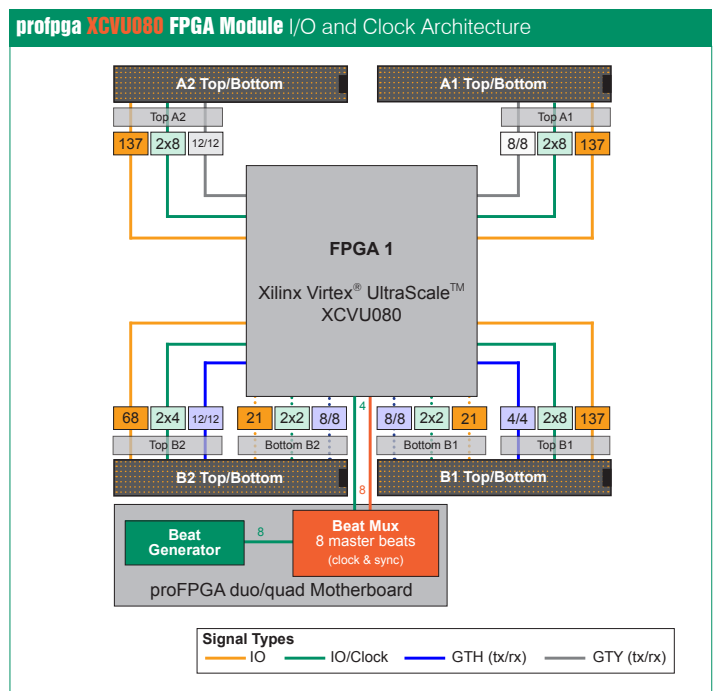 profpga XCVU080 FPGA Module I/O and Clock Architecture
A2 Top/Bottom
A1 Top/Bottom
Top A2
Top A1
137 2x8 12/12
8/8 2x8 137
FPGA 1
Xilinx Virtex® UltraScale™
XCVU080
4
68 2x4 12/12 21 2x2 8/8
8/8 2x2 21 4/4 2x8 137
Top B2 Bottom B2
Bottom B1 Top B1
B2 Top/Bottom
B1 Top/Bottom
8
Beat
Generator
8
Beat Mux
8 master beats
(clock & sync)
proFPGA duo/quad Motherboard
Signal Types
IO IO/Clock GTH (tx/rx) GTY (tx/rx)